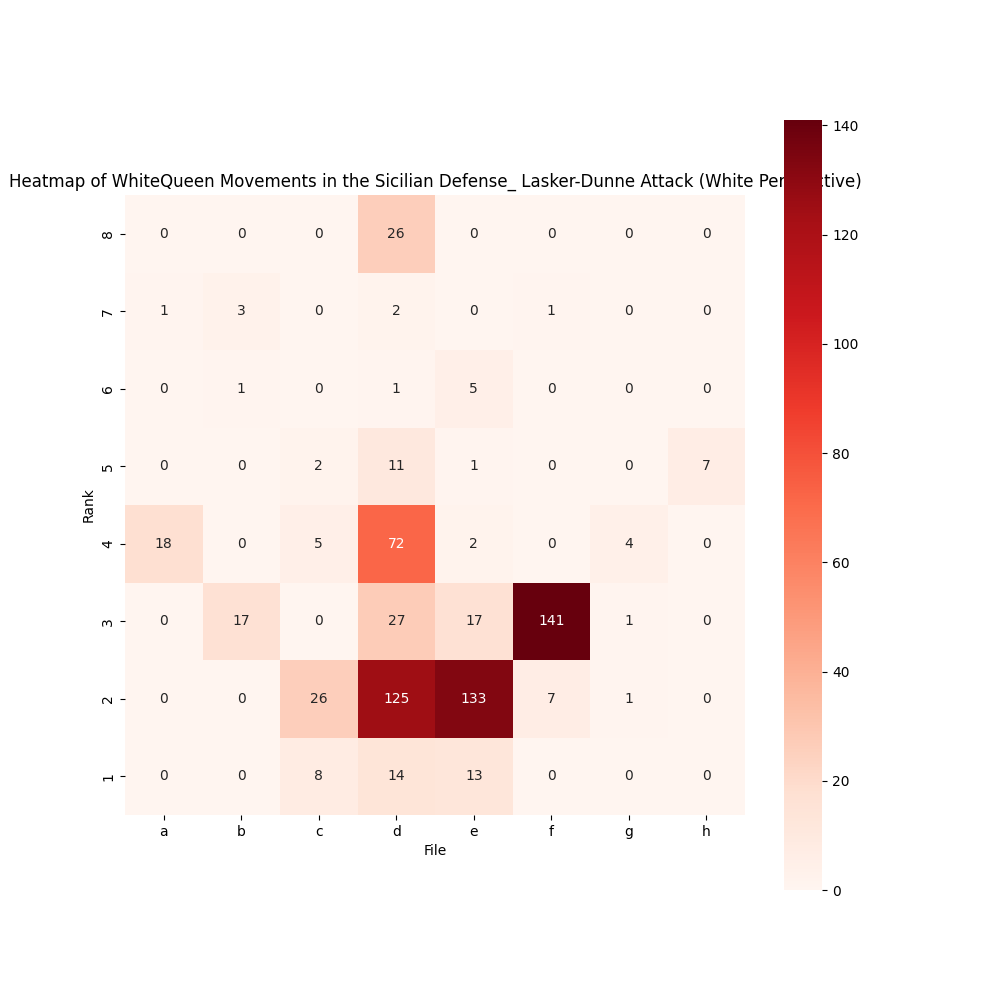 Heatmap of WhiteQueen Movements in the Sicilian Defense_ Lasker-Dunne Attack (White Per ctive)
8 0 0 0 26 0 0 0 0
7 1 3 0 2 0 1 0 0
6 0 1 0 1 5 0 0 0
5 0 0 2 11 1 0 0 7
4 18 0 5 72 2 0 4 0
3 0 17 0 27 17 141 1 0
2 0 0 26 125 133 7 1 0
1 0 0 8 14 13 0 0 0
a b c d e f g h
File
Rank
140
120
100
80
60
40
20
0